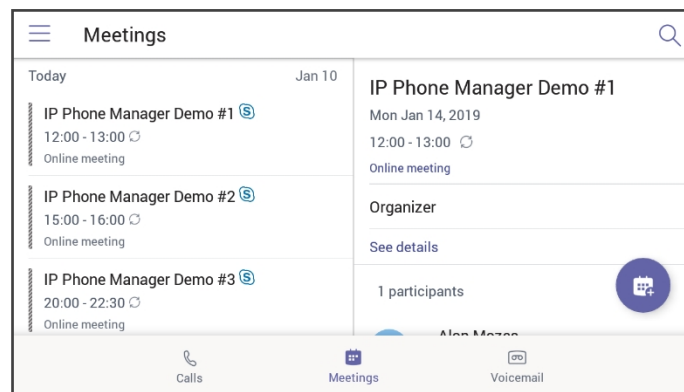 Meetings
Today Jan 10
IP Phone Manager Demo #1
12:00 - 13:00
Online meeting
IP Phone Manager Demo #2
15:00 - 16:00
Online meeting
IP Phone Manager Demo #3
20:00 - 22:30
Online meeting
IP Phone Manager Demo #1
Mon Jan 14, 2019
12:00 - 13:00
Online meeting
Organizer
See details
1 participants
Calls
Meetings
Voicemail